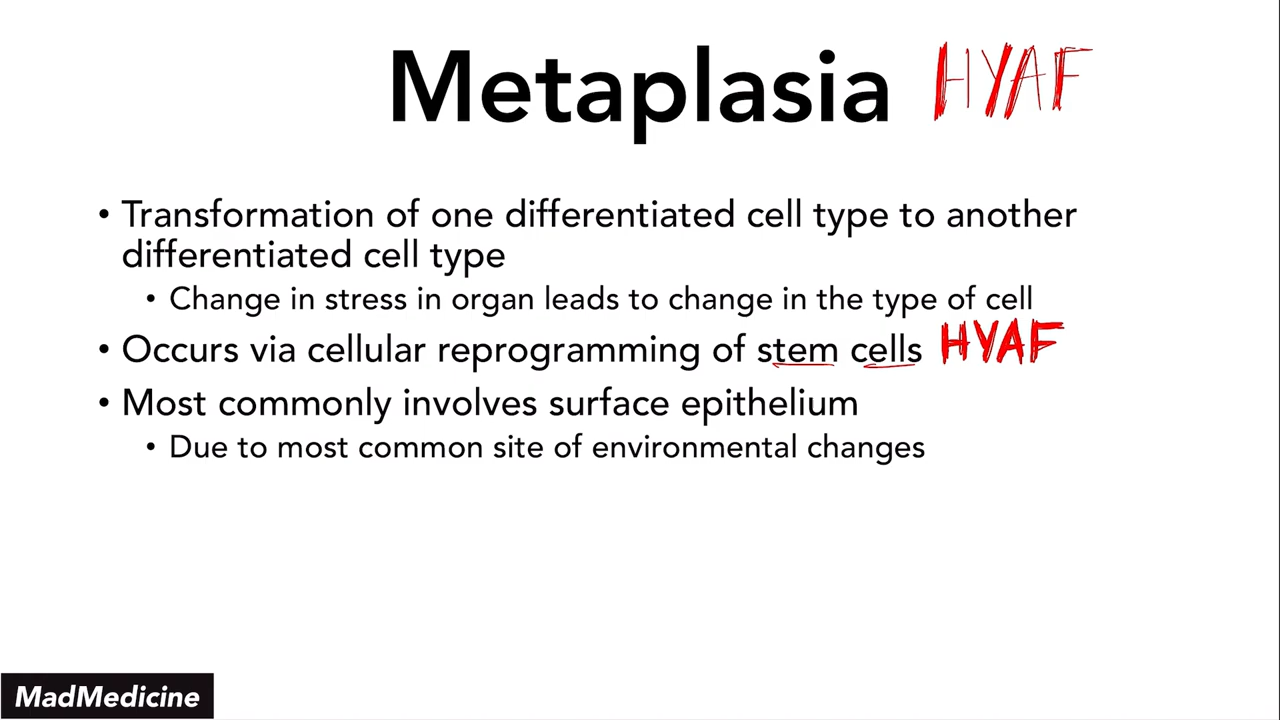 Metaplasia HYAF
• Transformation of one differentiated cell type to another
differentiated cell type
• Change in stress in organ leads to change in the type of cell
• Occurs via cellular reprogramming of stem cells HYAF
• Most commonly involves surface epithelium
• Due to most common site of environmental changes
MadMedicine